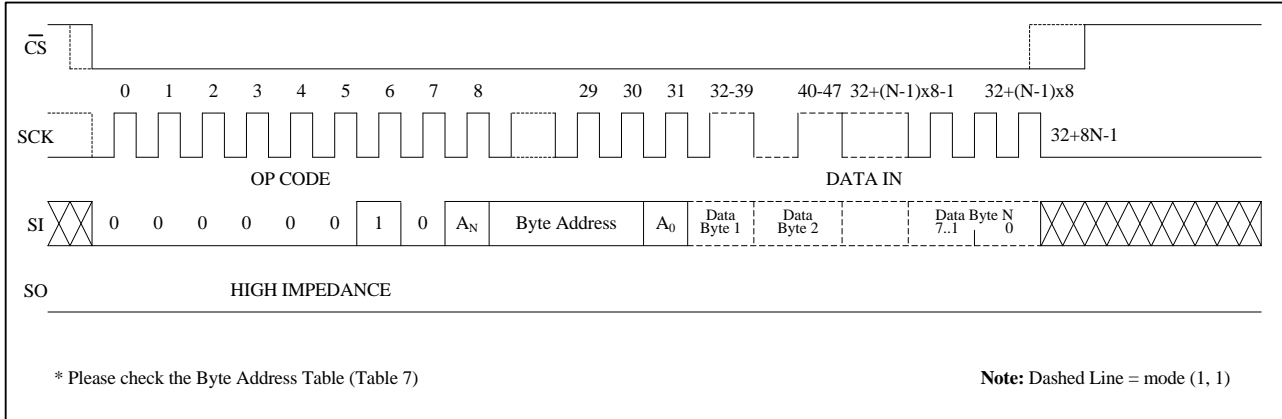 CS
0 1 2 3 4 5 6 7 8 29 30 31 32-39 40-47 32+(N-1)x8-1 32+(N-1)x8
SCK
32+8N-1
OP CODE DATA IN
SI 0 0 0 0 0 0 1 0 AN Byte Address A0 Data Byte 1 Data Byte 2 Data Byte N 7..1 0
SO HIGH IMPEDANCE
* Please check the Byte Address Table (Table 7) Note: Dashed Line = mode (1, 1)